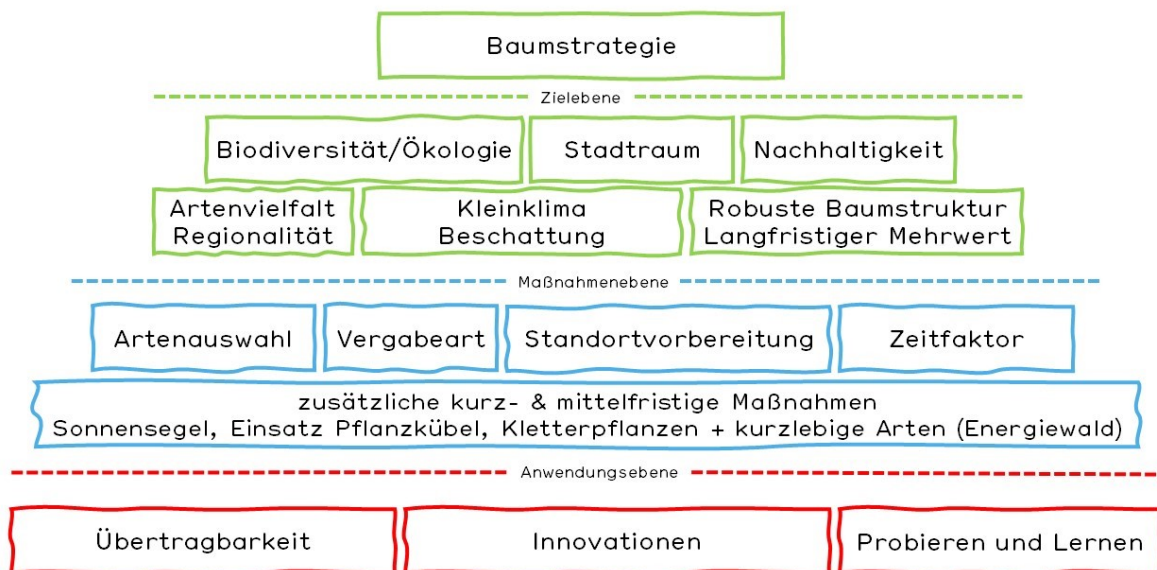 Baumstrategie
Zielebene
Biodiversität/Ökologie
Stadtraum
Nachhaltigkeit
Artenvielfalt
Regionalität
Kleinklima
Beschattung
Robuste Baumstruktur
Langfristiger Mehrwert
Maßnahmenebene
Artenauswahl
Vergabeart
Standortvorbereitung
Zeitfaktor
zusätzliche kurz- & mittelfristige Maßnahmen
Sonnensegel, Einsatz Pflanzkübel, Kletterpflanzen + kurzlebige Arten (Energiewald)
Anwendungsebene
Übertragbarkeit
Innovationen
Probieren und Lernen